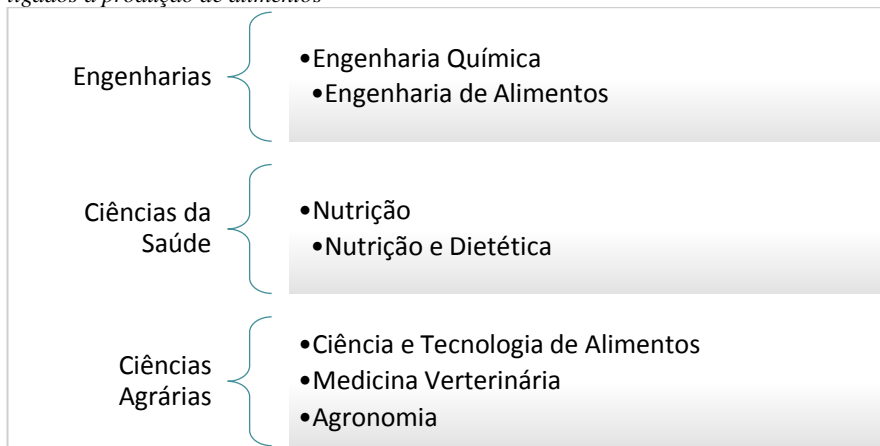 ligados à produção de alimentos
Engenharias
•Engenharia Química
•Engenharia de Alimentos
Ciências da
Saúde
•Nutrição
•Nutrição e Dietética
Ciências
Agrárias
•Ciência e Tecnologia de Alimentos
•Medicina Verterinária
•Agronomia